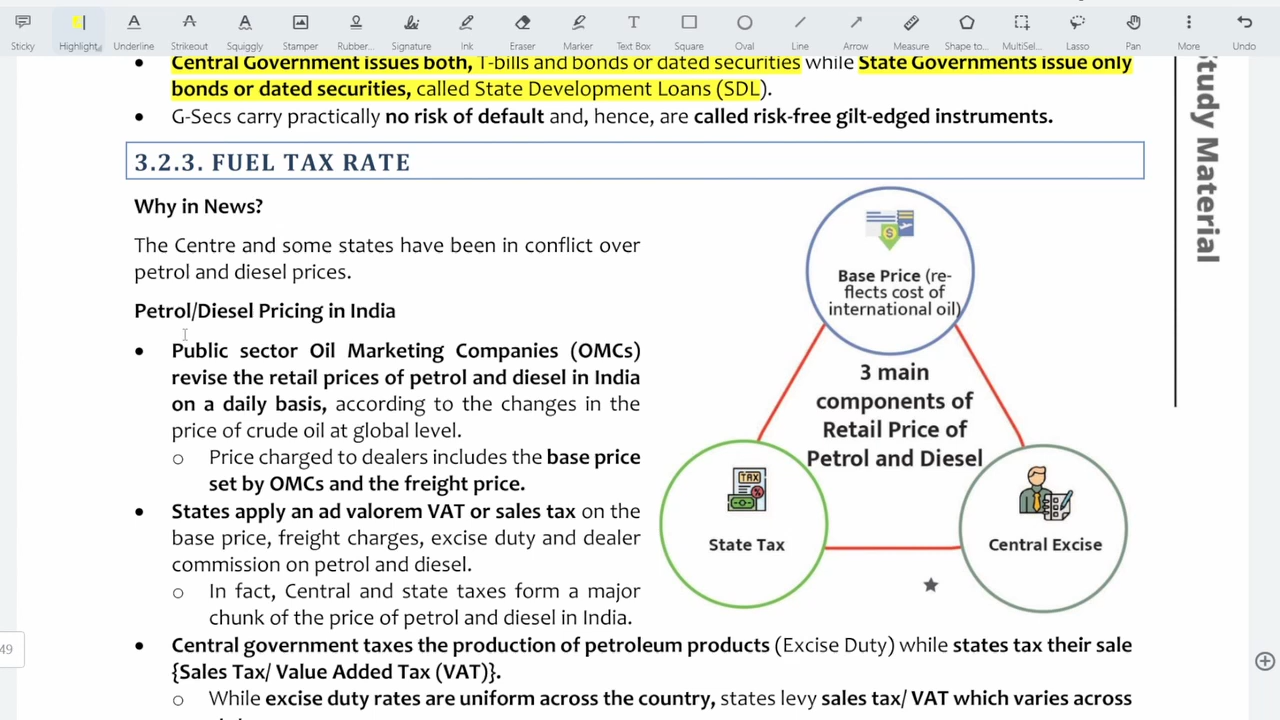 Sticky
Highlight
Underline
Strikeout
Squiggly
Stamper
Rubber...
Signature
Ink
Eraser
Marker
Text Box
Square
Oval
Line
Arrow
Measure
Shape to...
MultiSel...
Lasso
Pan
More
Undo
• Central Government issues both, T-bills and bonds or dated securities while State Governments issue only
bonds or dated securities, called State Development Loans (SDL).
• G-Secs carry practically no risk of default and, hence, are called risk-free gilt-edged instruments.
3.2.3. FUEL TAX RATE
Why in News?
The Centre and some states have been in conflict over
petrol and diesel prices.
Petrol/Diesel Pricing in India
• Public sector Oil Marketing Companies (OMCs)
revise the retail prices of petrol and diesel in India
on a daily basis, according to the changes in the
price of crude oil at global level.
o Price charged to dealers includes the base price
set by OMCs and the freight price.
• States apply an ad valorem VAT or sales tax on the
base price, freight charges, excise duty and dealer
commission on petrol and diesel.
o In fact, Central and state taxes form a major
chunk of the price of petrol and diesel in India.
Base Price (re-
flects cost of
international oil)
3 main
components of
Retail Price of
Petrol and Diesel
TAX
State Tax
Central Excise
• Central government taxes the production of petroleum products (Excise Duty) while states tax their sale
{Sales Tax/ Value Added Tax (VAT)}.
o While excise duty rates are uniform across the country, states levy sales tax/ VAT which varies across
Study Material
49